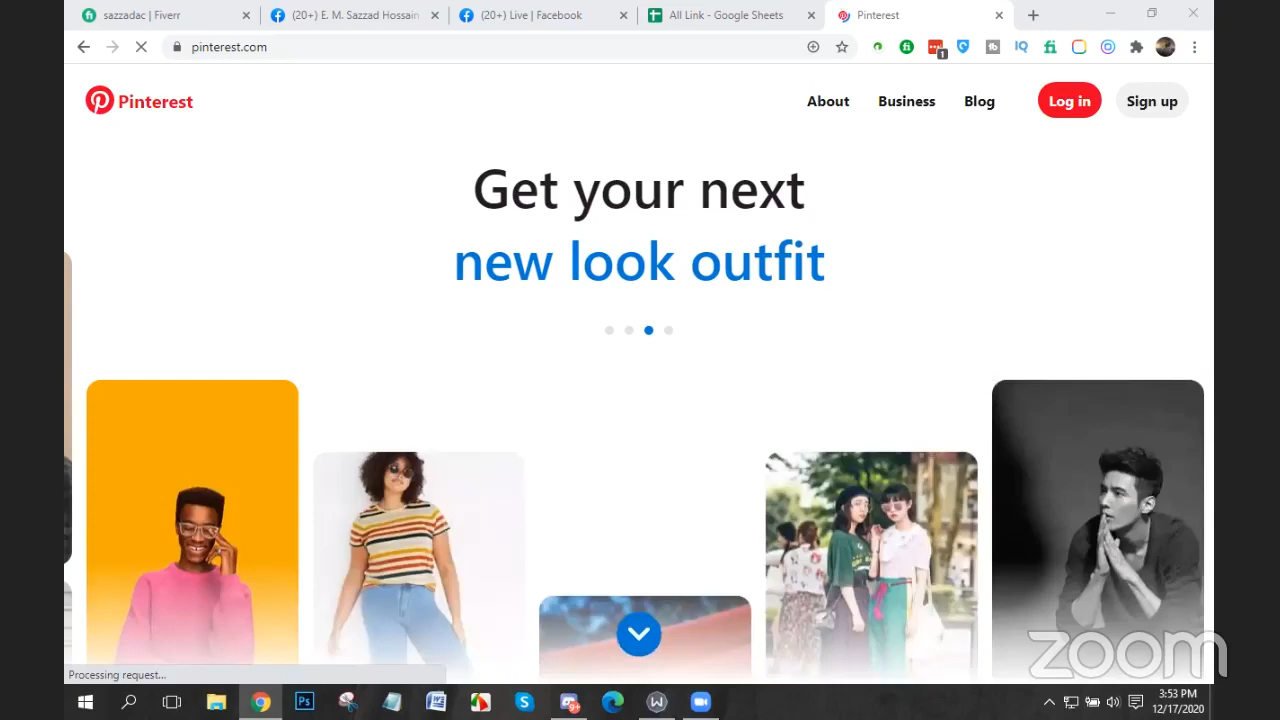 sazzadac | Fiverr
(20+) E. M. Sazzad Hossain
(20+) Live | Facebook
All Link - Google Sheets
Pinterest
pinterest.com
1
IQ
Pinterest
About
Business
Blog
Log in
Sign up
Get your next
new look outfit
zoom
Processing request...
3:53 PM
12/17/2020